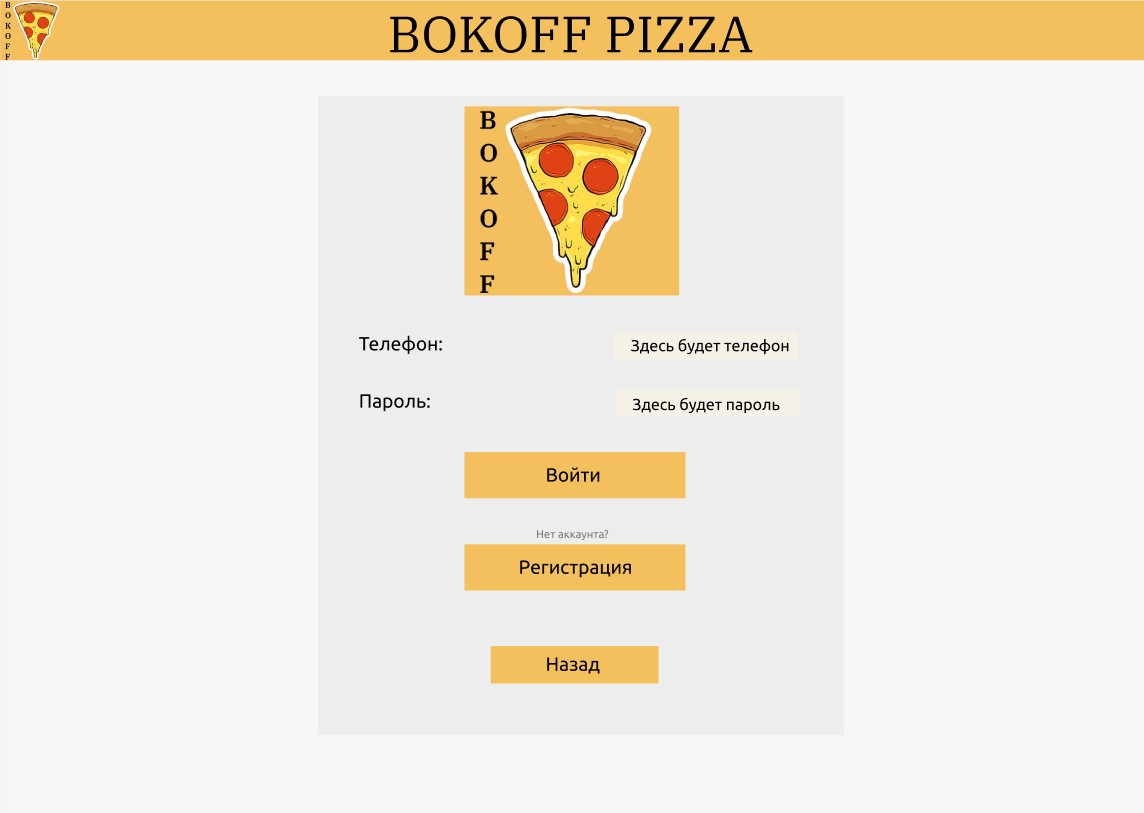 BOKOFF
BOKOFF PIZZA
BOKOFF
Телефон: Здесь будет телефон
Пароль: Здесь будет пароль
Войти
Нет аккаунта?
Регистрация
Назад